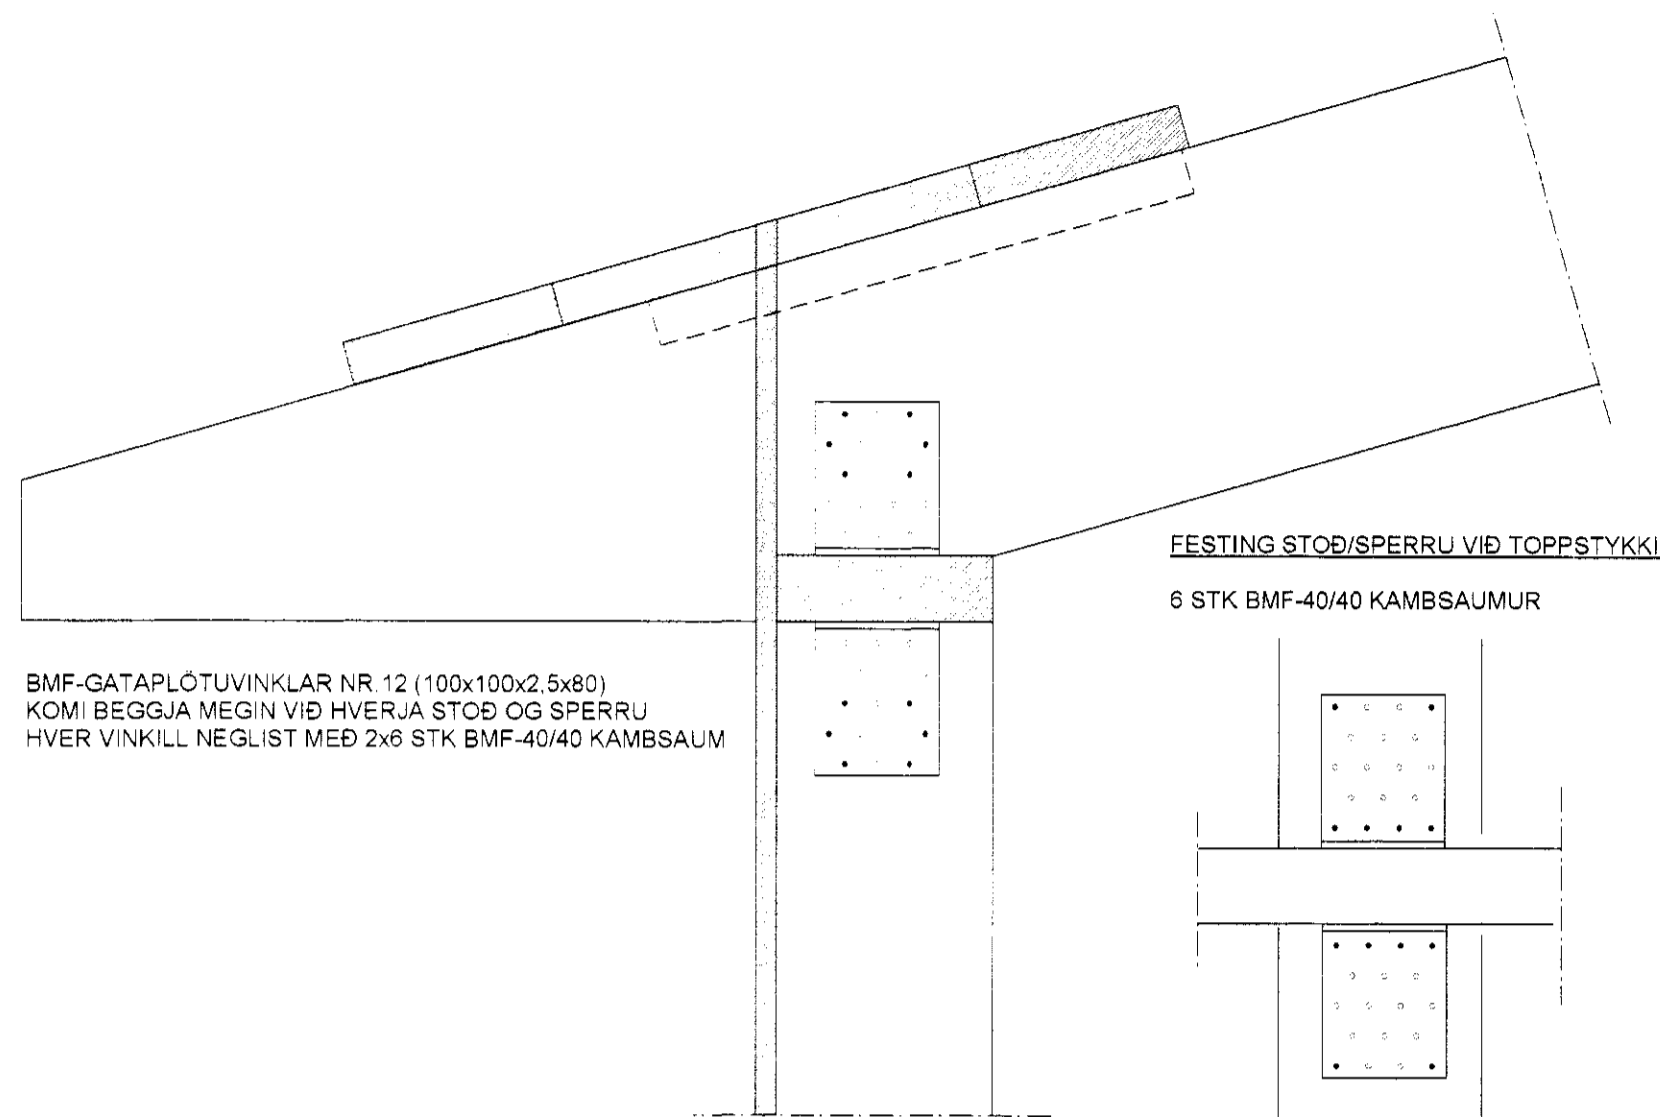 FESTING STOÐ/SPERRU VIÐ TOPPSTYKKI
6 STK BMF-40/40 KAMBSAUMUR
BMF-GATAPLÖTUVINKLAR NR.12 (100x100x2,5x80)
KOMI BEGGJA MEGIN VIÐ HVERJA STOÐ OG SPERRU
HVER VINKILL NEGLIST MEÐ 2x6 STK BMF-40/40 KAMBSAUM